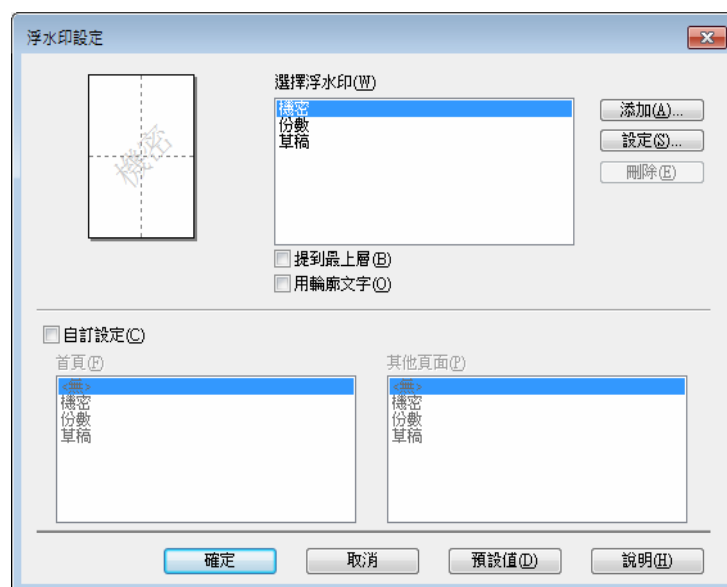 浮水印設定
機密
選擇浮水印(W)
機密
份數
草稿
添加(A)...
設定(S)...
刪除(E)
提到最上層(B)
用輪廓文字(O)
自訂設定(C)
首頁(F)
<無>
機密
份數
草稿
其他頁面(P)
<無>
機密
份數
草稿
確定
取消
預設值(D)
說明(H)